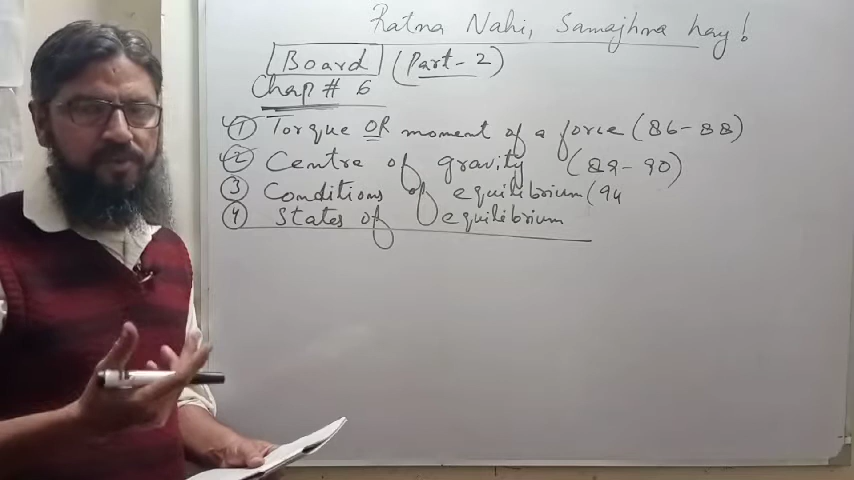 Ratna Nahi, Samajhna hay!
Board (Part-2)
Chap # 6
① Torque OR moment of a force (86-88)
② Centre of gravity (89-90)
③ Conditions of equilibrium (94
④ States of equilibrium